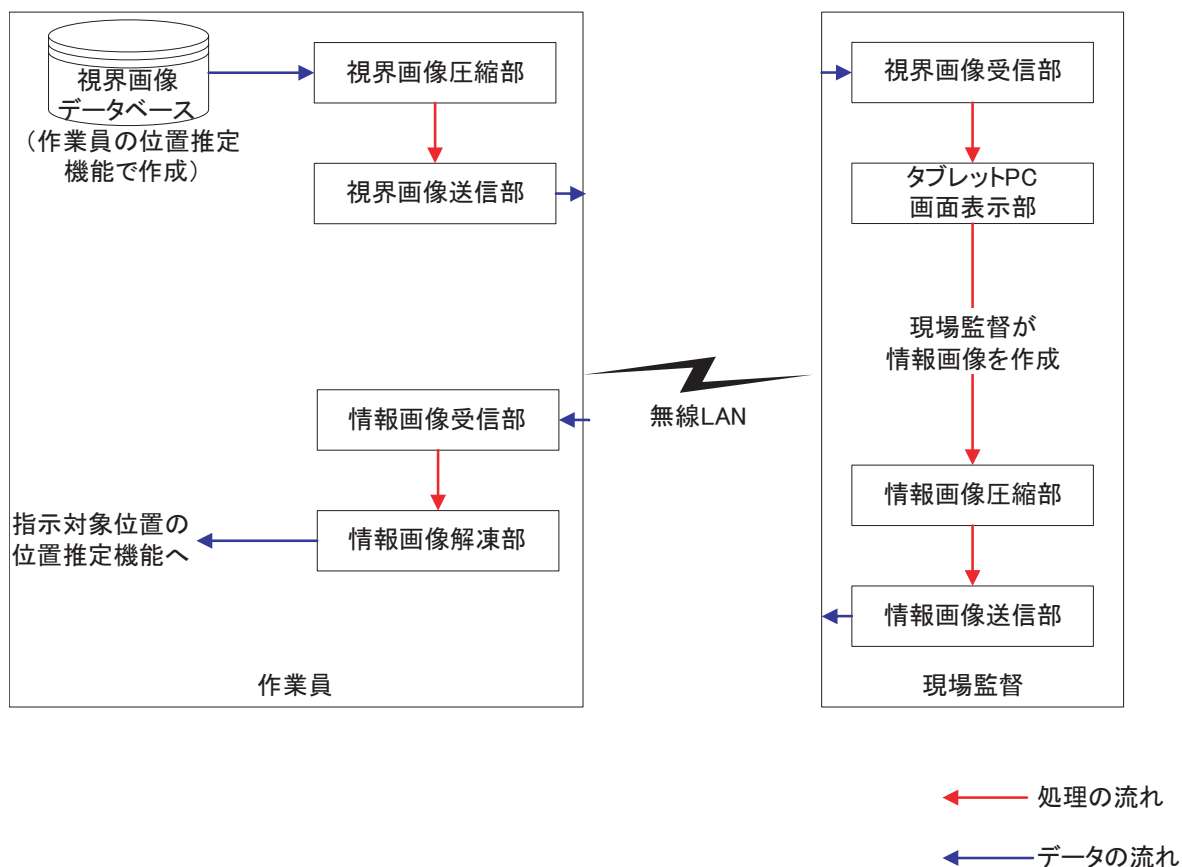 視界画像
データベース
（作業員の位置推定
機能で作成）
視界画像圧縮部
視界画像送信部
情報画像受信部
情報画像解凍部
指示対象位置の
位置推定機能へ
作業員
無線LAN
視界画像受信部
タブレットPC
画面表示部
現場監督が
情報画像を作成
情報画像圧縮部
情報画像送信部
現場監督
処理の流れ
データの流れ